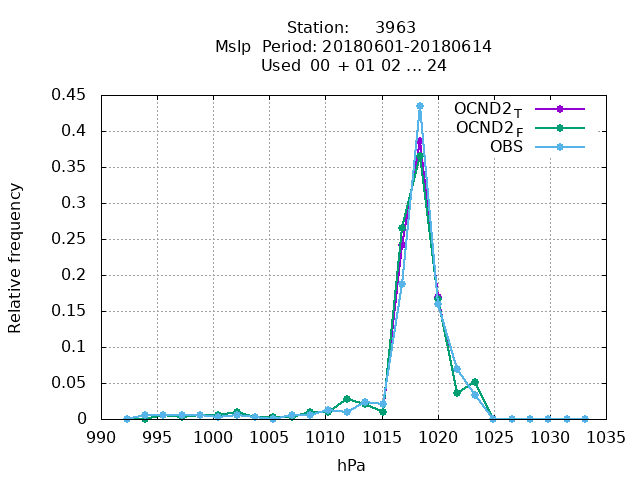 Station: 3963
Mslp Period: 20180601-20180614
Used 00 + 01 02 ... 24
OCND2 T
OCND2 F
OBS
Relative frequency
0.45
0.4
0.35
0.3
0.25
0.2
0.15
0.1
0.05
0
990 995 1000 1005 1010 1015 1020 1025 1030 1035
hPa